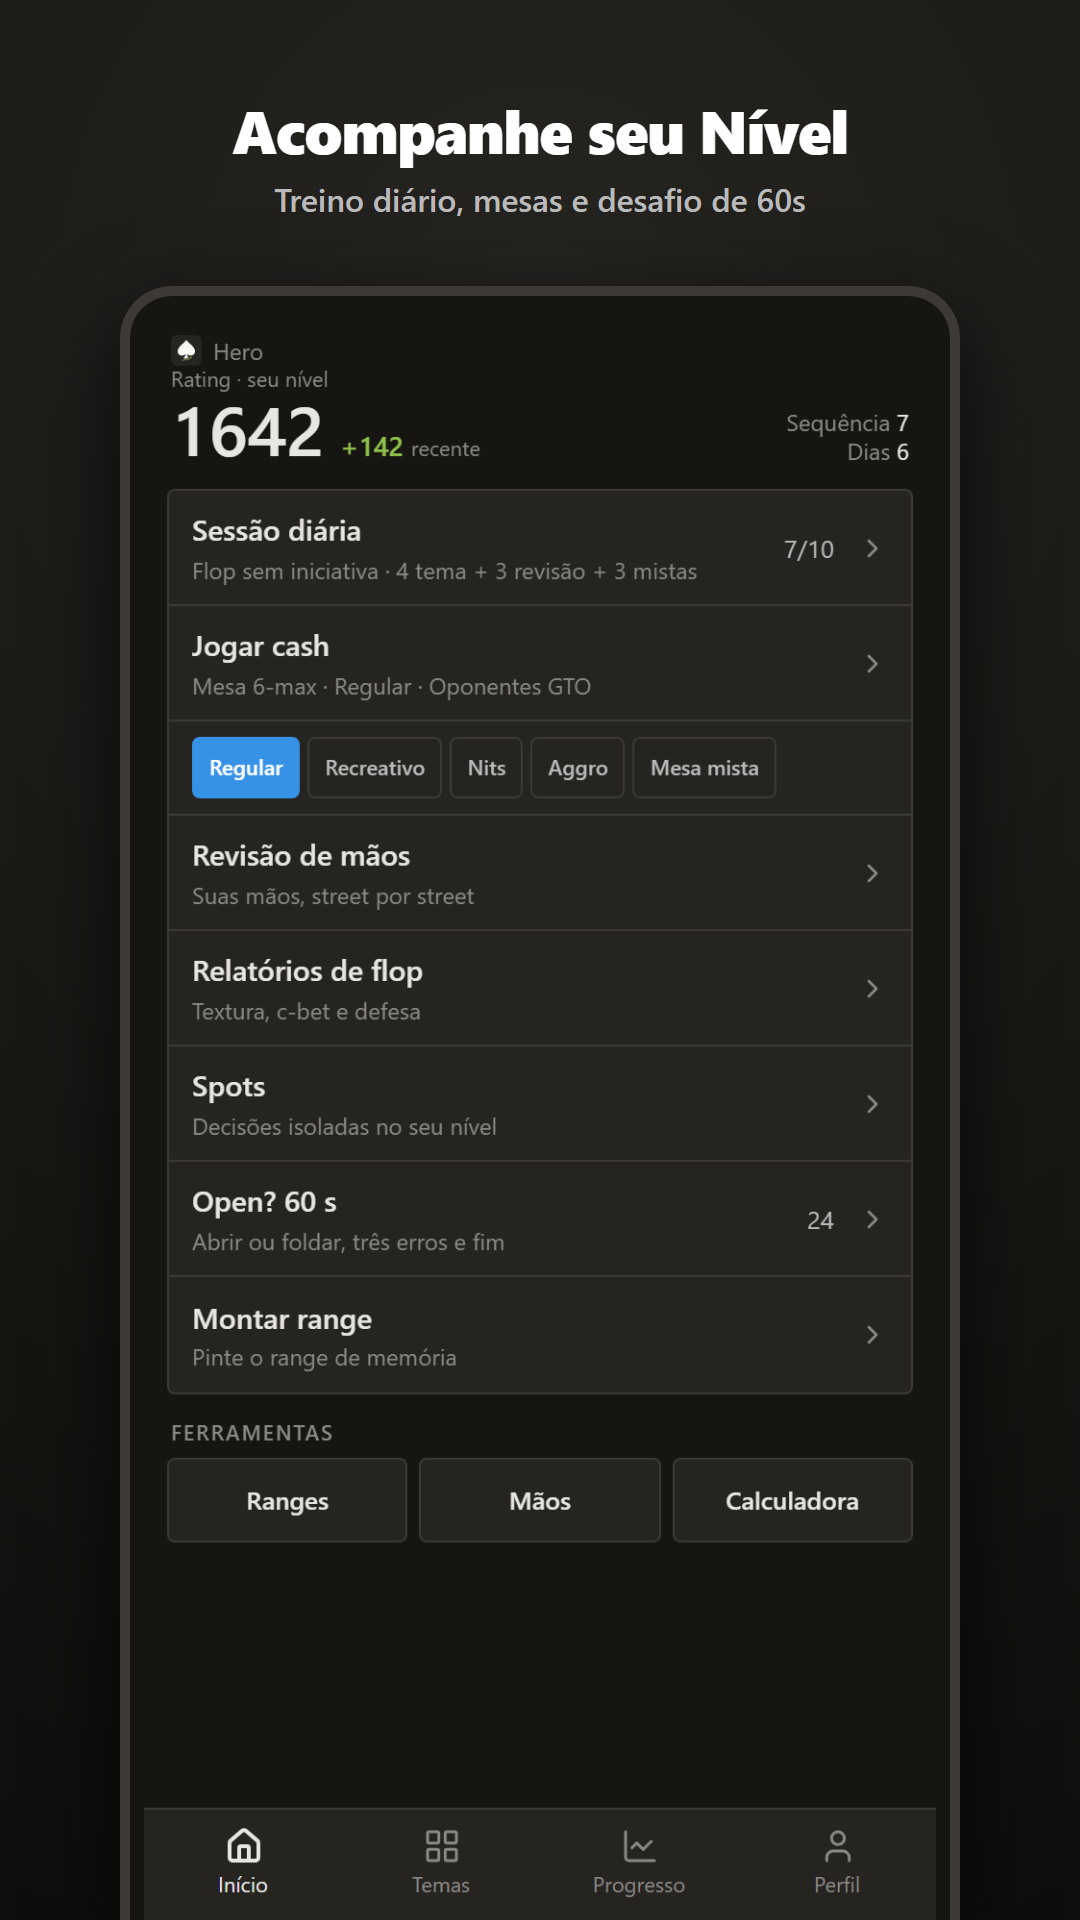 Acompanhe seu Nível
Treino diário, mesas e desafio de 60s
Hero
Rating · seu nível
1642 +142 recente
Sequência 7
Dias 6
Sessão diária
Flop sem iniciativa · 4 tema + 3 revisão + 3 mistas
7/10
Jogar cash
Mesa 6-max · Regular · Oponentes GTO
Regular Recreativo Nits Aggro Mesa mista
Revisão de mãos
Suas mãos, street por street
Relatórios de flop
Textura, c-bet e defesa
Spots
Decisões isoladas no seu nível
Open? 60 s
Abrir ou foldar, três erros e fim
24
Montar range
Pinte o range de memória
FERRAMENTAS
Ranges Mãos Calculadora
Início Temas Progresso Perfil